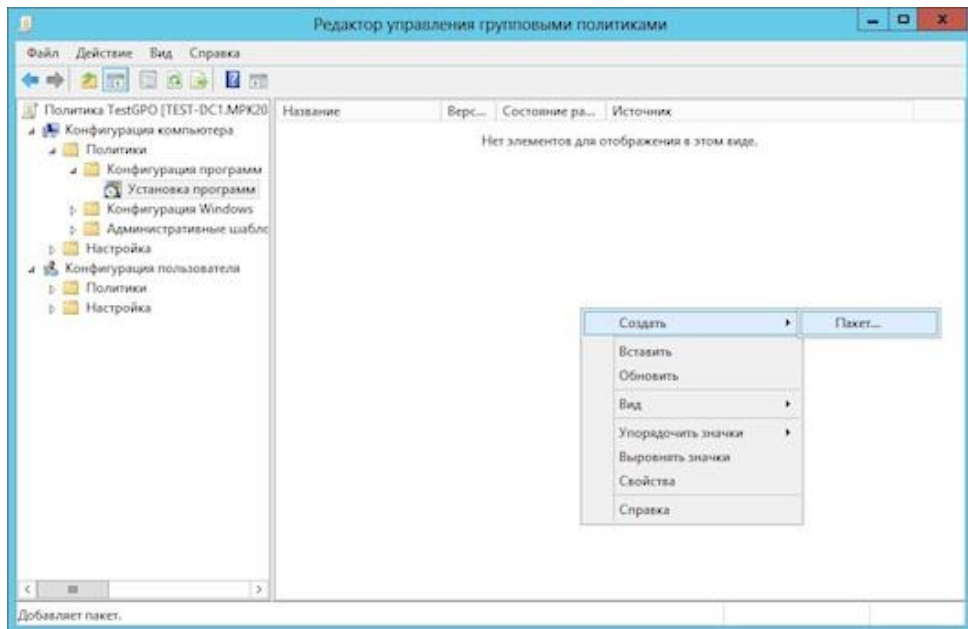 Редактор управления групповыми политиками
Файл Действие Вид Справка
Политика TestGPO [TEST-DC1.MPK20
Конфигурация компьютера
Политики
Конфигурация программ
Установка программ
Конфигурация Windows
Административные шабло
Настройка
Конфигурация пользователя
Политики
Настройка
Название Верс... Состояние ра... Источник
Нет элементов для отображения в этом виде.
Создать
Пакет...
Вставить
Обновить
Вид
Упорядочить значки
Выровнять значки
Свойства
Справка
Добавляет пакет.